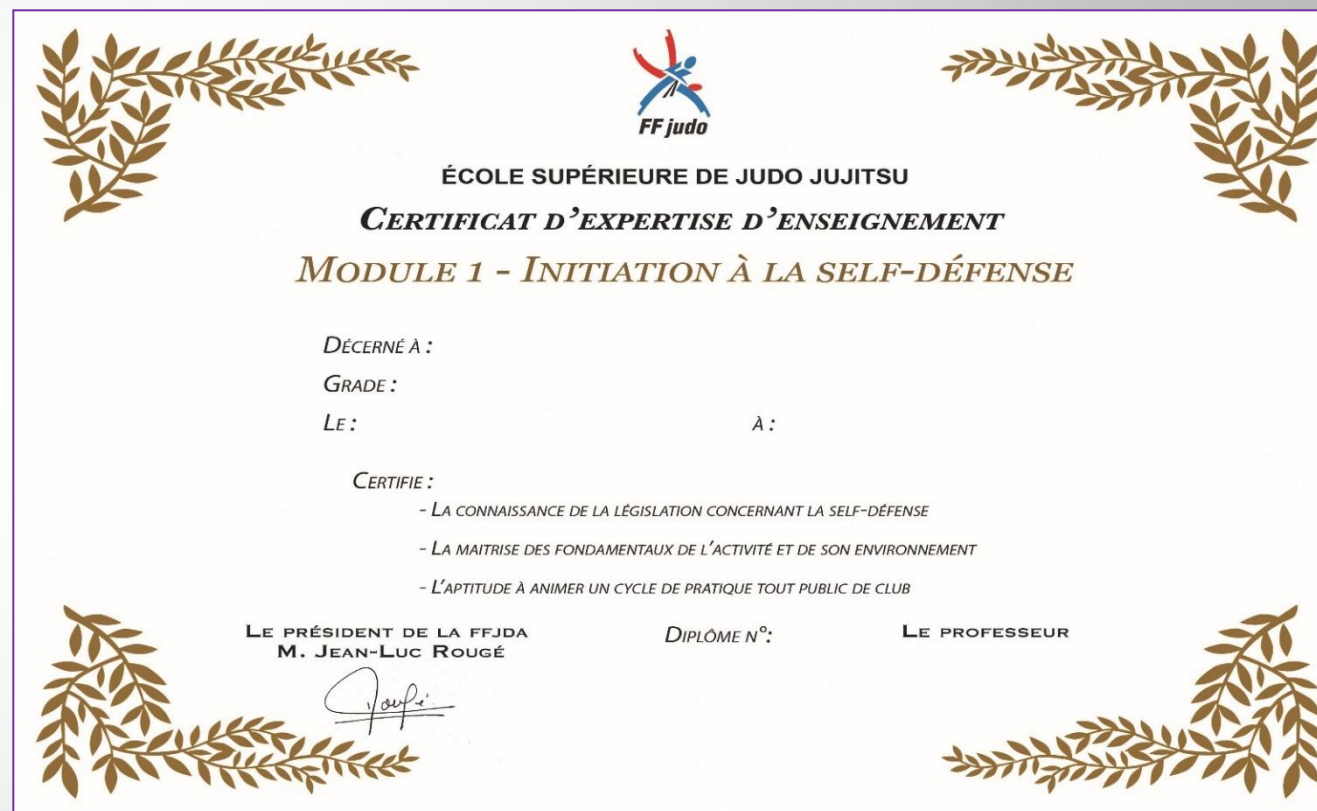 FF judo
ÉCOLE SUPÉRIEURE DE JUDO JUJITSU
CERTIFICAT D'EXPERTISE D'ENSEIGNEMENT
MODULE 1 - INITIATION À LA SELF-DÉFENSE
DÉCERNÉ À :
GRADE :
LE : À :
CERTIFIE :
- LA CONNAISSANCE DE LA LÉGISLATION CONCERNANT LA SELF-DÉFENSE
- LA MAITRISE DES FONDAMENTAUX DE L'ACTIVITÉ ET DE SON ENVIRONNEMENT
- L'APTITUDE À ANIMER UN CYCLE DE PRATIQUE TOUT PUBLIC DE CLUB
LE PRÉSIDENT DE LA FFJDA DIPLÔME N°: LE PROFESSEUR
M. JEAN-LUC ROUGÉ